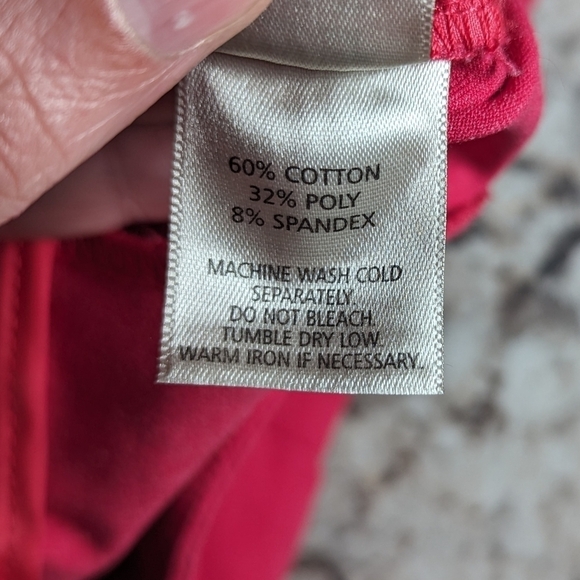 60% COTTON
32% POLY
8% SPANDEX
MACHINE WASH COLD
SEPARATELY.
DO NOT BLEACH.
TUMBLE DRY LOW.
WARM IRON IF NECESSARY.